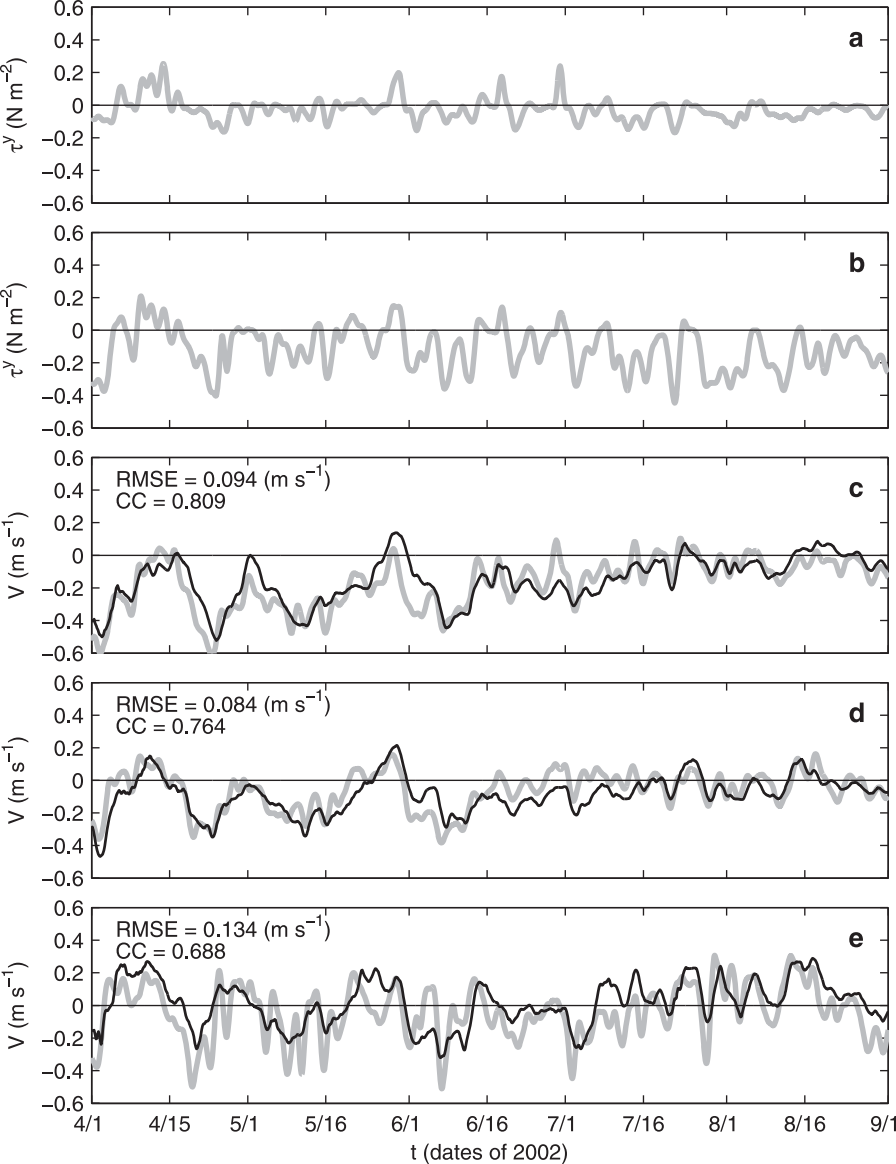 0.6
a
0.4
0.2
0
−0.2
−0.4
−0.6
τʸ (N m⁻²)
0.6
b
0.4
0.2
0
−0.2
−0.4
−0.6
τʸ (N m⁻²)
0.6
RMSE = 0.094 (m s⁻¹)
CC = 0.809
c
0.4
0.2
0
−0.2
−0.4
−0.6
V (m s⁻¹)
0.6
RMSE = 0.084 (m s⁻¹)
CC = 0.764
d
0.4
0.2
0
−0.2
−0.4
−0.6
V (m s⁻¹)
0.6
RMSE = 0.134 (m s⁻¹)
CC = 0.688
e
0.4
0.2
0
−0.2
−0.4
−0.6
V (m s⁻¹)
4/1 4/15 5/1 5/16 6/1 6/16 7/1 7/16 8/1 8/16 9/1
t (dates of 2002)